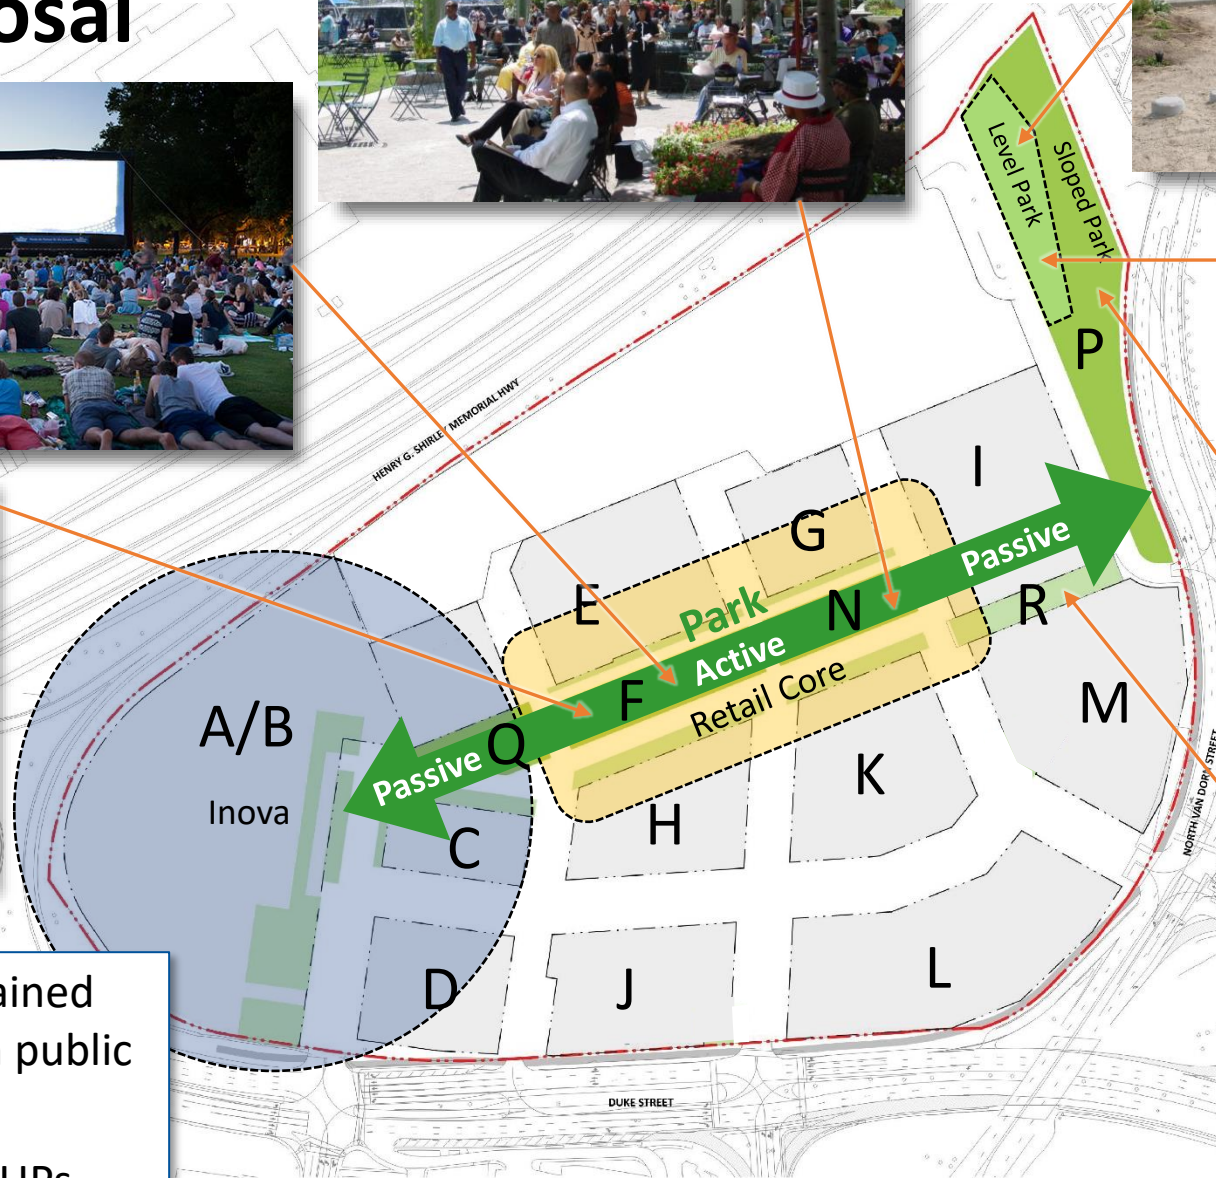 osal
Level Park
Sloped Park
P
HENRY G. SHIRLEY MEMORIAL HWY
I
G
E
Park
N
Passive
R
Active
F
Retail Core
M
A/B
Q
Passive
K
Inova
C
H
NORTH VAN DORN STREET
D
J
L
ained
public
DUKE STREET
UPs